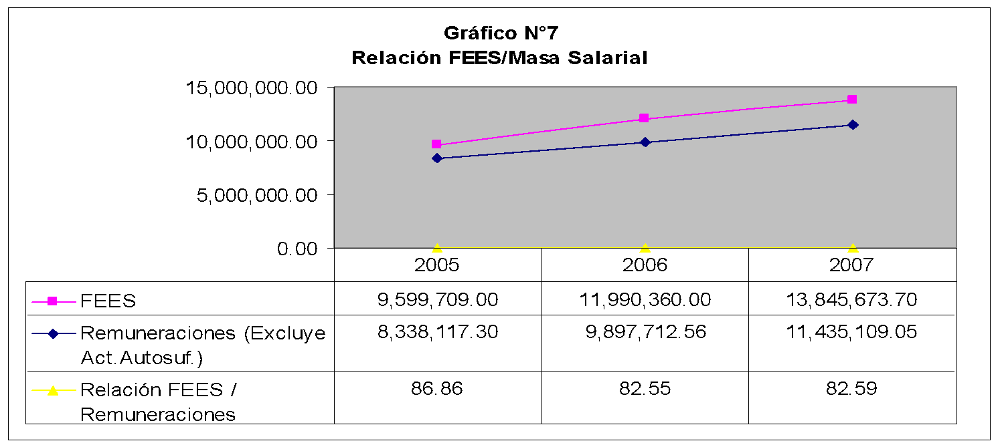 Gráfico N°7
Relación FEES/Masa Salarial
15,000,000.00
10,000,000.00
5,000,000.00
0.00
2005 2006 2007
FEES 9,599,709.00 11,990,360.00 13,845,673.70
Remuneraciones (Excluye 8,338,117.30 9,897,712.56 11,435,109.05
Act.Autosuf.)
Relación FEES / 86.86 82.55 82.59
Remuneraciones